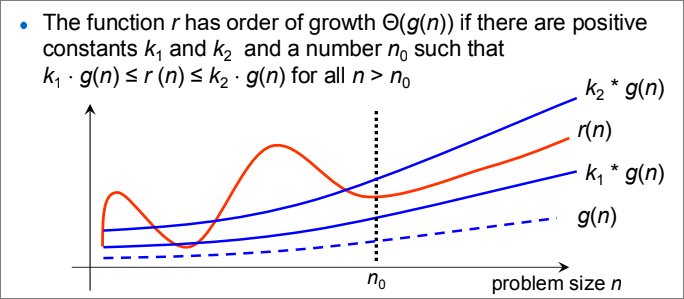 • The function r has order of growth Θ(g(n)) if there are positive
constants k₁ and k₂ and a number n₀ such that
k₁ · g(n) ≤ r (n) ≤ k₂ · g(n) for all n > n₀
k₂ * g(n)
r(n)
k₁ * g(n)
g(n)
n₀
problem size n